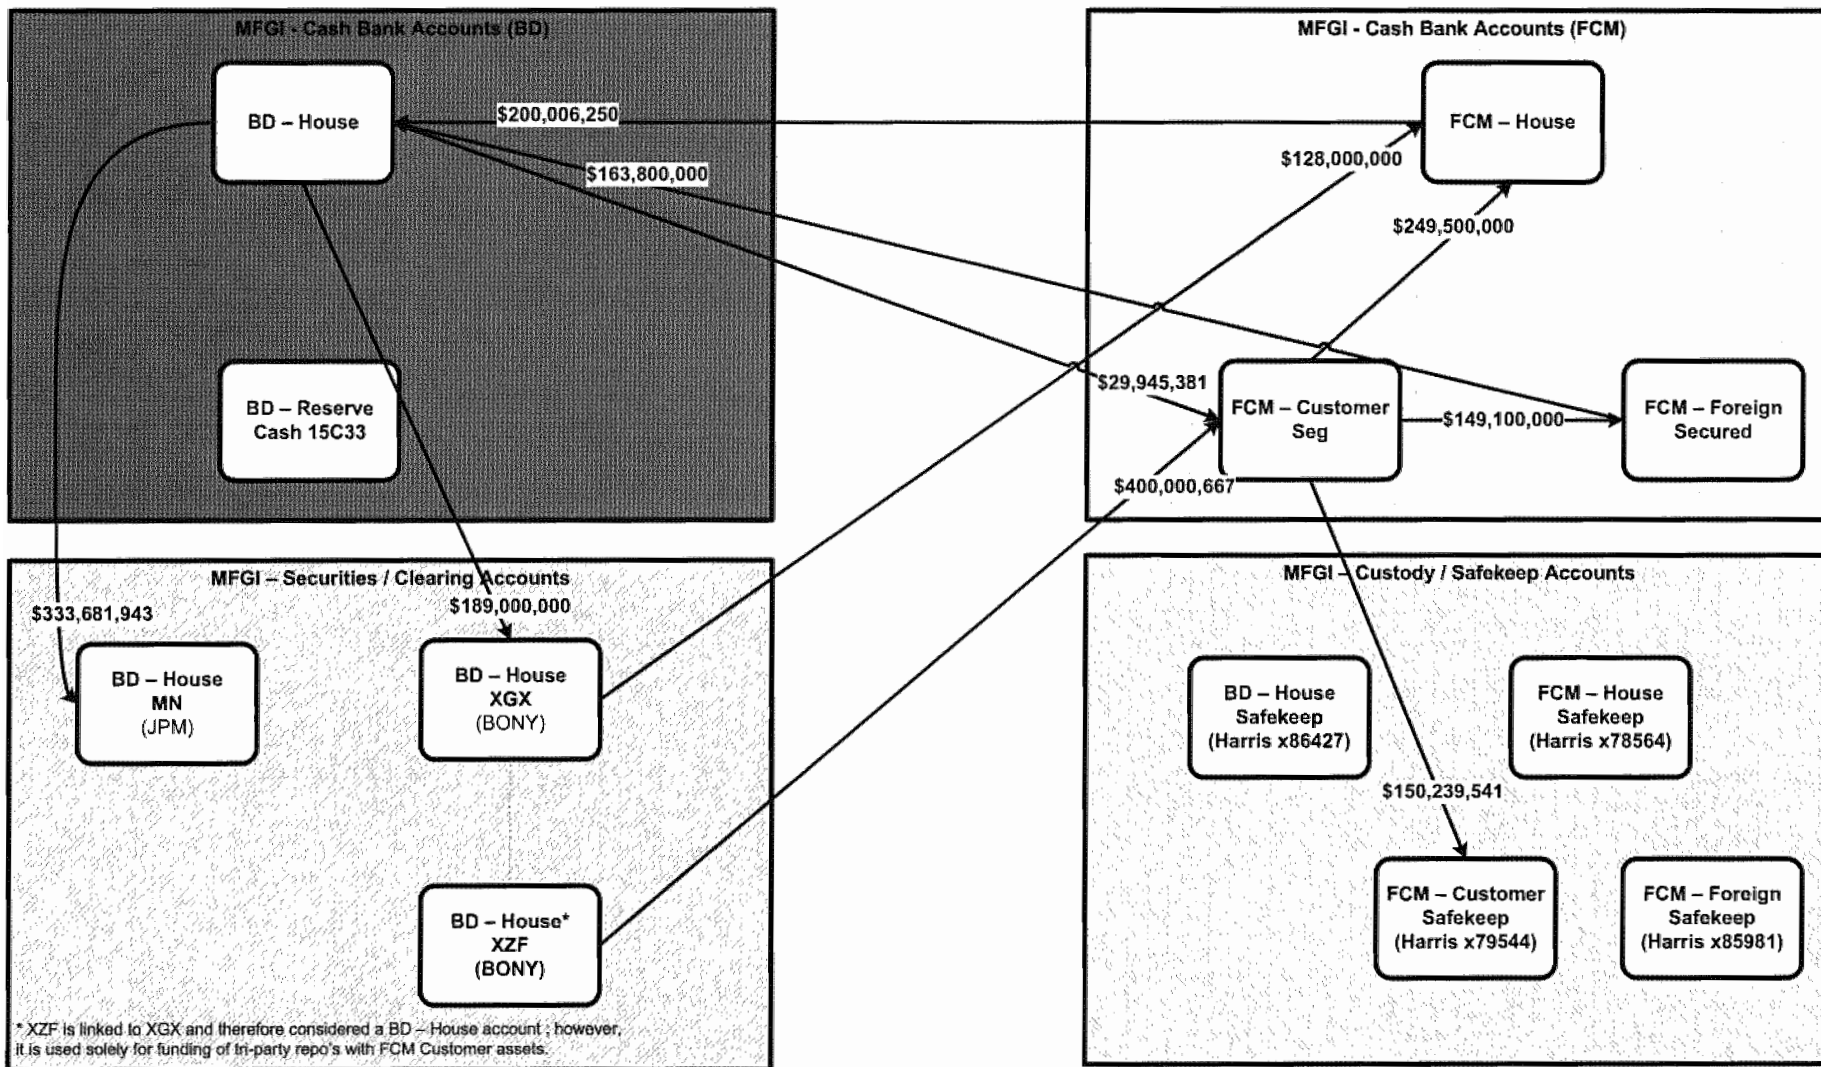 MFGI - Cash Bank Accounts (BD)
BD – House
$200,006,250
$163,800,000
BD – Reserve
Cash 15C33
MFGI - Cash Bank Accounts (FCM)
FCM – House
$128,000,000
$249,500,000
$29,945,381
FCM – Customer
Seg
$149,100,000
FCM – Foreign
Secured
$400,000,667
MFGI – Securities / Clearing Accounts
$333,681,943
$189,000,000
BD – House
MN
(JPM)
BD – House
XGX
(BONY)
BD – House*
XZF
(BONY)
* XZF is linked to XGX and therefore considered a BD – House account ; however,
it is used solely for funding of tri-party repo's with FCM Customer assets.
MFGI – Custody / Safekeep Accounts
BD – House
Safekeep
(Harris x86427)
FCM – House
Safekeep
(Harris x78564)
$150,239,541
FCM – Customer
Safekeep
(Harris x79544)
FCM – Foreign
Safekeep
(Harris x85981)